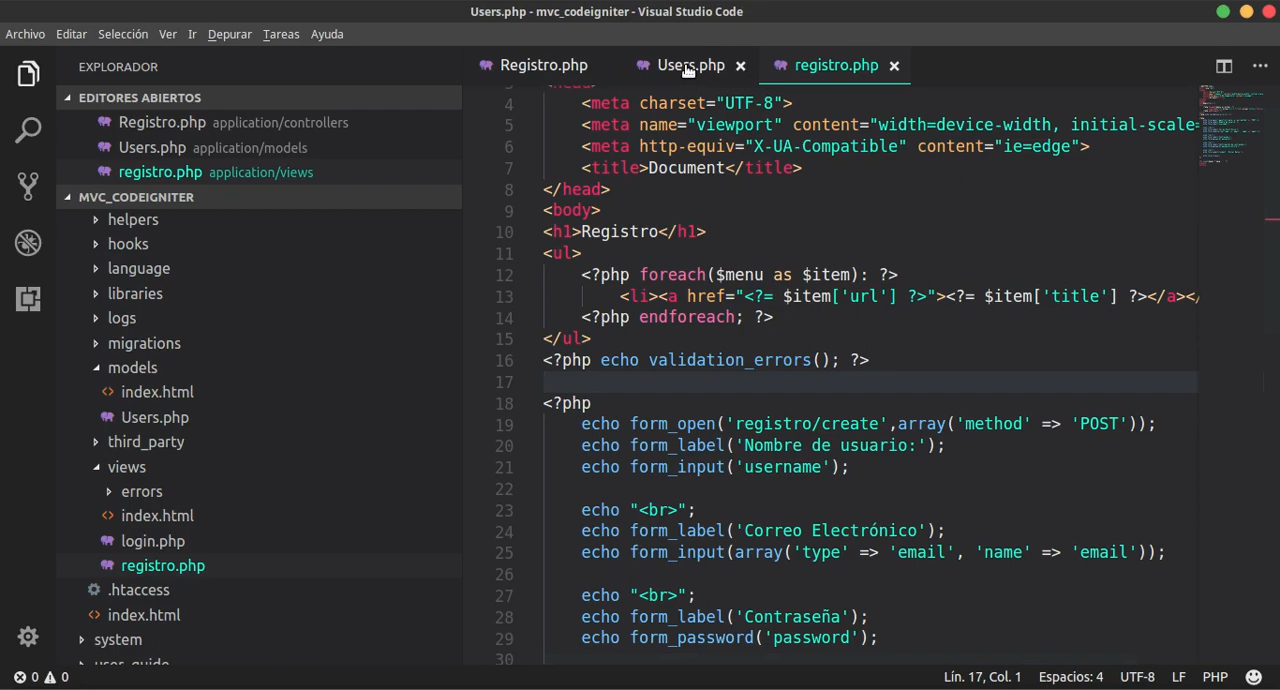 Users.php - mvc_codeigniter - Visual Studio Code
Archivo Editar Selección Ver Ir Depurar Tareas Ayuda
EXPLORADOR
EDITORES ABIERTOS
Registro.php application/controllers
Users.php application/models
registro.php application/views
MVC_CODEIGNITER
helpers
hooks
language
libraries
logs
migrations
models
index.html
Users.php
third_party
views
errors
index.html
login.php
registro.php
.htaccess
index.html
system
user_guide
Registro.php Users.php registro.php
3 <head>
4 <meta charset="UTF-8">
5 <meta name="viewport" content="width=device-width, initial-scale=
6 <meta http-equiv="X-UA-Compatible" content="ie=edge">
7 <title>Document</title>
8 </head>
9 <body>
10 <h1>Registro</h1>
11 <ul>
12 <?php foreach($menu as $item): ?>
13 <li><a href="<?= $item['url'] ?>"><?= $item['title'] ?></a></
14 <?php endforeach; ?>
15 </ul>
16 <?php echo validation_errors(); ?>
17
18 <?php
19 echo form_open('registro/create',array('method' => 'POST'));
20 echo form_label('Nombre de usuario:');
21 echo form_input('username');
22
23 echo "<br>";
24 echo form_label('Correo Electrónico');
25 echo form_input(array('type' => 'email', 'name' => 'email'));
26
27 echo "<br>";
28 echo form_label('Contraseña');
29 echo form_password('password');
30
0 0 Lín. 17, Col. 1 Espacios: 4 UTF-8 LF PHP